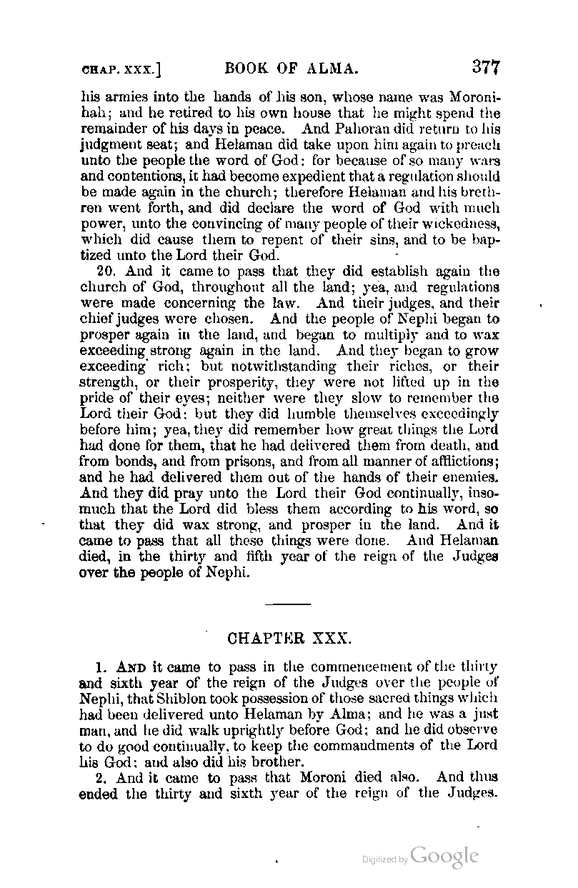 CHAP. XXX.] BOOK OF ALMA. 377
his armies into the hands of his son, whose name was Moroni-
hah; and he retired to his own house that he might spend the
remainder of his days in peace. And Pahoran did return to his
judgment seat; and Helaman did take upon him again to preach
unto the people the word of God: for because of so many wars
and contentions, it had become expedient that a regulation should
be made again in the church; therefore Helaman and his breth-
ren went forth, and did declare the word of God with much
power, unto the convincing of many people of their wickedness,
which did cause them to repent of their sins, and to be bap-
tized unto the Lord their God.
20. And it came to pass that they did establish again the
church of God, throughout all the land; yea, and regulations
were made concerning the law. And their judges, and their
chief judges were chosen. And the people of Nephi began to
prosper again in the land, and began to multiply and to wax
exceeding strong again in the land. And they began to grow
exceeding rich; but notwithstanding their riches, or their
strength, or their prosperity, they were not lifted up in the
pride of their eyes; neither were they slow to remember the
Lord their God; but they did humble themselves exceedingly
before him; yea, they did remember how great things the Lord
had done for them, that he had delivered them from death, and
from bonds, and from prisons, and from all manner of afflictions;
and he had delivered them out of the hands of their enemies.
And they did pray unto the Lord their God continually, inso-
much that the Lord did bless them according to his word, so
that they did wax strong, and prosper in the land. And it
came to pass that all these things were done. And Helaman
died, in the thirty and fifth year of the reign of the Judges
over the people of Nephi.
CHAPTER XXX.
1. AND it came to pass in the commencement of the thirty
and sixth year of the reign of the Judges over the people of
Nephi, that Shiblon took possession of those sacred things which
had been delivered unto Helaman by Alma; and he was a just
man, and he did walk uprightly before God; and he did observe
to do good continually, to keep the commandments of the Lord
his God; and also did his brother.
2. And it came to pass that Moroni died also. And thus
ended the thirty and sixth year of the reign of the Judges.
Digitized by Google